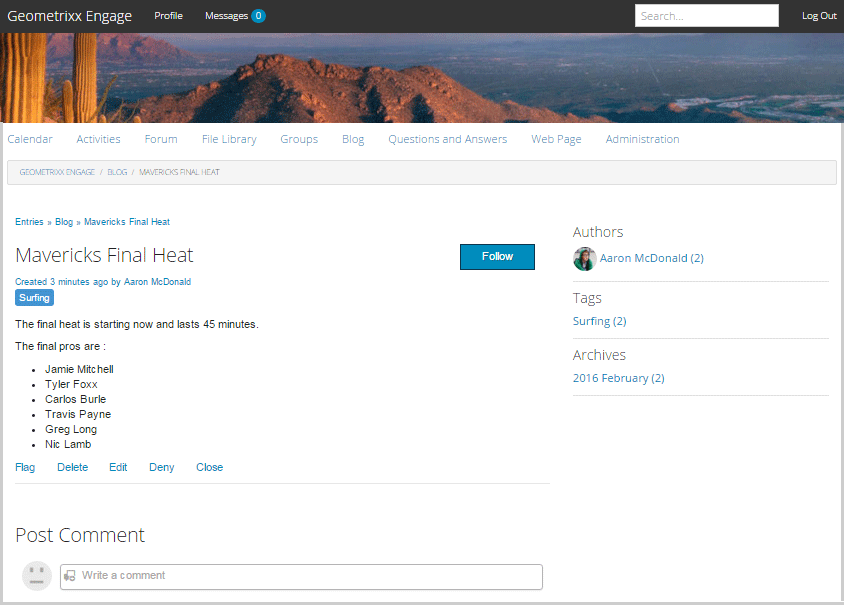 Geometrixx Engage Profile Messages 0 Search... Log Out
Calendar Activities Forum File Library Groups Blog Questions and Answers Web Page Administration
GEOMETRIXX ENGAGE / BLOG / MAVERICKS FINAL HEAT
Entries » Blog » Mavericks Final Heat
Mavericks Final Heat
Follow
Created 3 minutes ago by Aaron McDonald
Surfing
The final heat is starting now and lasts 45 minutes.
The final pros are :
• Jamie Mitchell
• Tyler Foxx
• Carlos Burle
• Travis Payne
• Greg Long
• Nic Lamb
Flag Delete Edit Deny Close
Post Comment
Write a comment
Authors
Aaron McDonald (2)
Tags
Surfing (2)
Archives
2016 February (2)